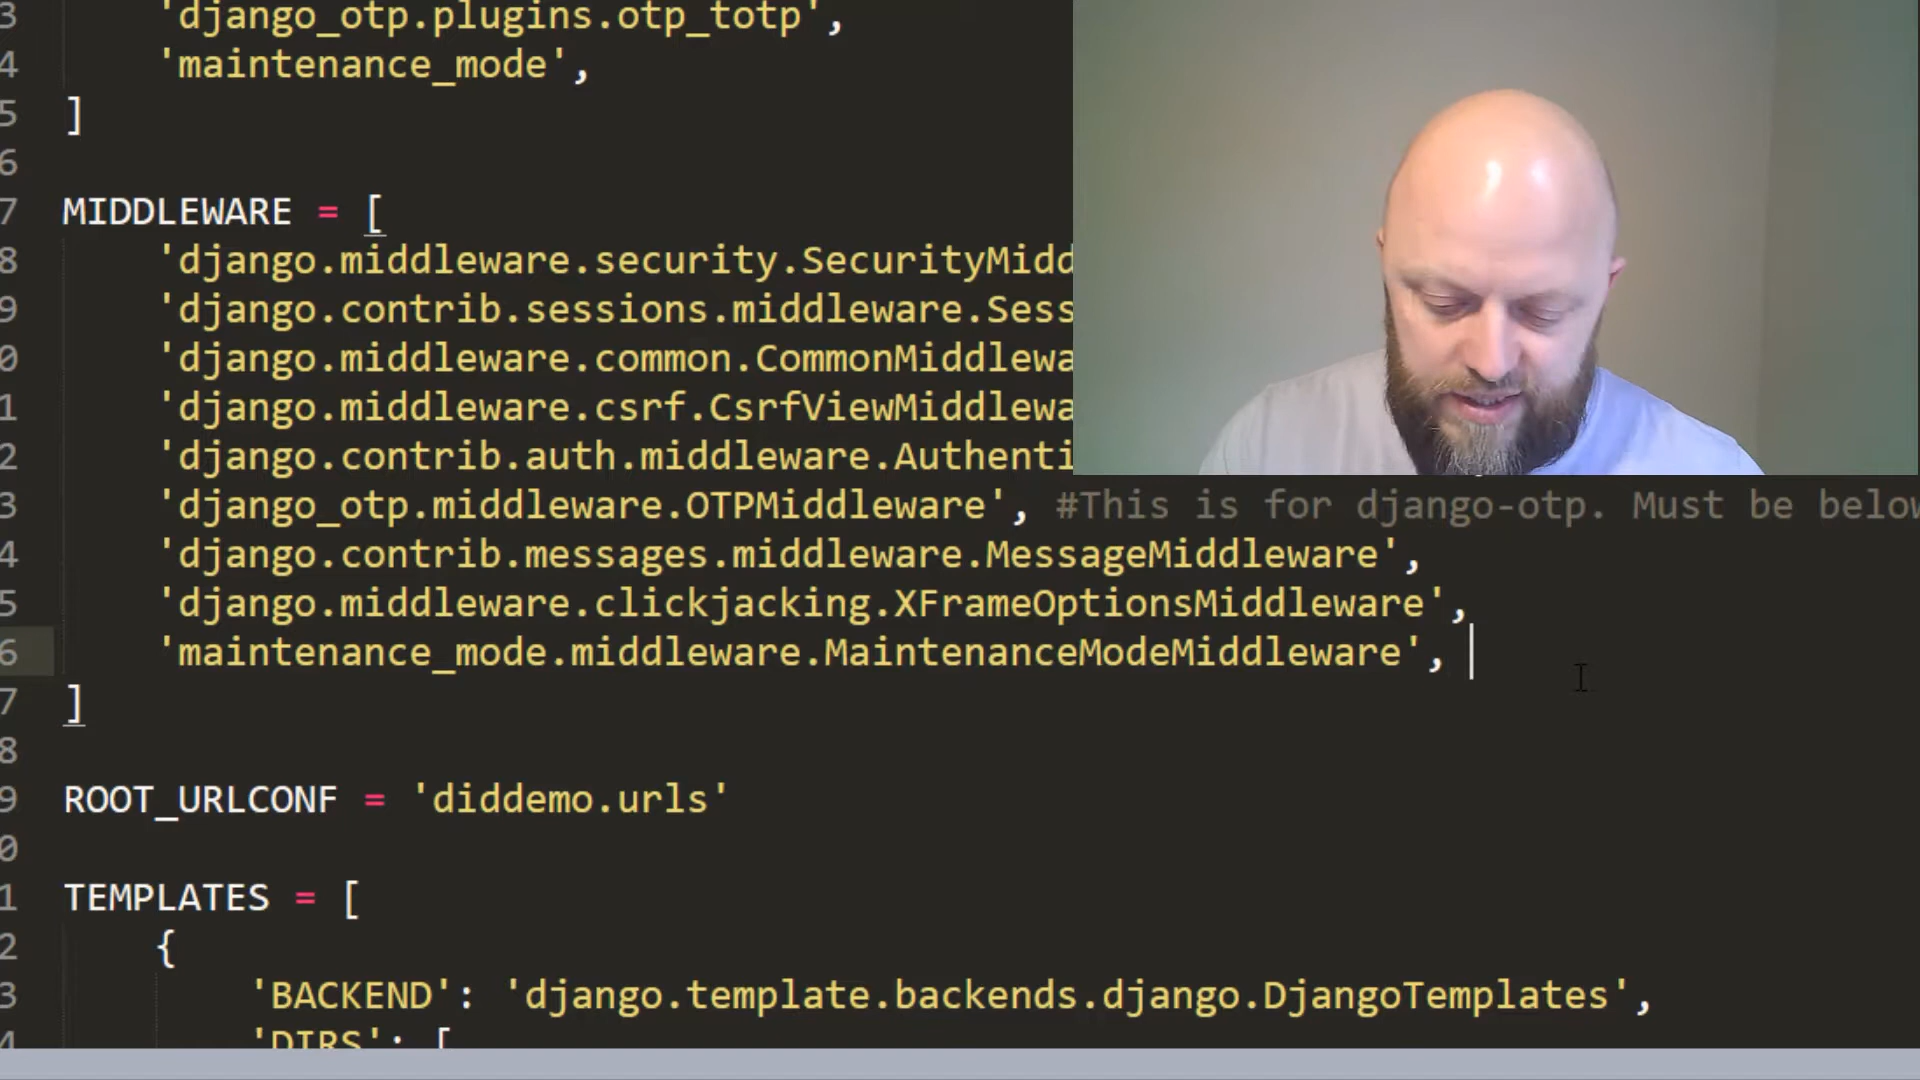 3 'django_otp.plugins.otp_totp',
4 'maintenance_mode',
5 ]
6
7 MIDDLEWARE = [
8 'django.middleware.security.SecurityMidd
9 'django.contrib.sessions.middleware.Sess
0 'django.middleware.common.CommonMiddlewa
1 'django.middleware.csrf.CsrfViewMiddlewa
2 'django.contrib.auth.middleware.Authenti
3 'django_otp.middleware.OTPMiddleware', #This is for django-otp. Must be below
4 'django.contrib.messages.middleware.MessageMiddleware',
5 'django.middleware.clickjacking.XFrameOptionsMiddleware',
6 'maintenance_mode.middleware.MaintenanceModeMiddleware',
7 ]
8
9 ROOT_URLCONF = 'diddemo.urls'
0
1 TEMPLATES = [
2 {
3 'BACKEND': 'django.template.backends.django.DjangoTemplates',
4 'DIRS': [